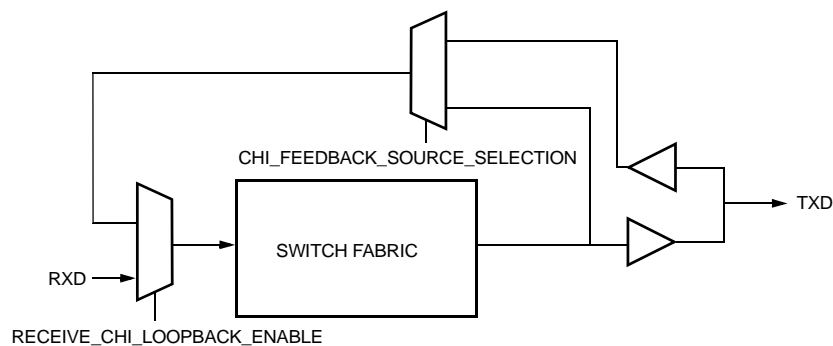 CHI_FEEDBACK_SOURCE_SELECTION
TXD
SWITCH FABRIC
RXD
RECEIVE_CHI_LOOPBACK_ENABLE